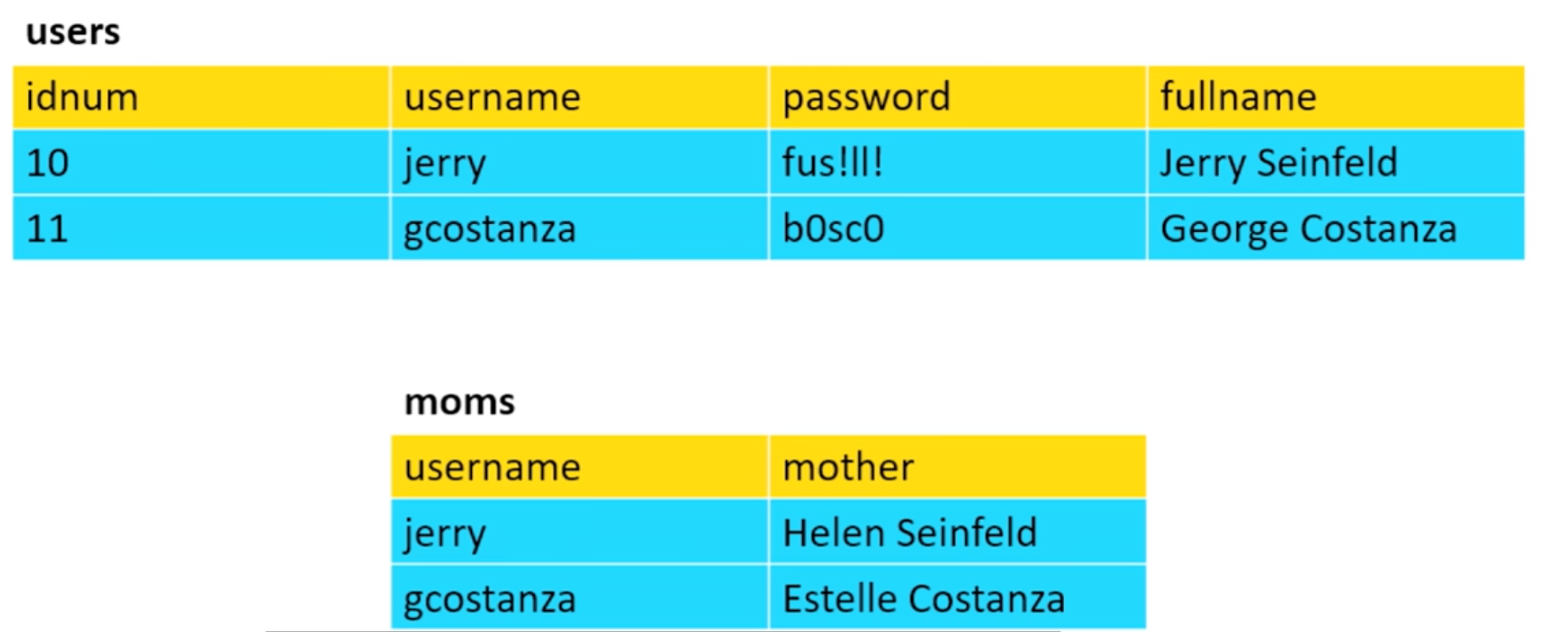 users
idnum username password fullname
10 jerry fus!ll! Jerry Seinfeld
11 gcostanza b0sc0 George Costanza
moms
username mother
jerry Helen Seinfeld
gcostanza Estelle Costanza